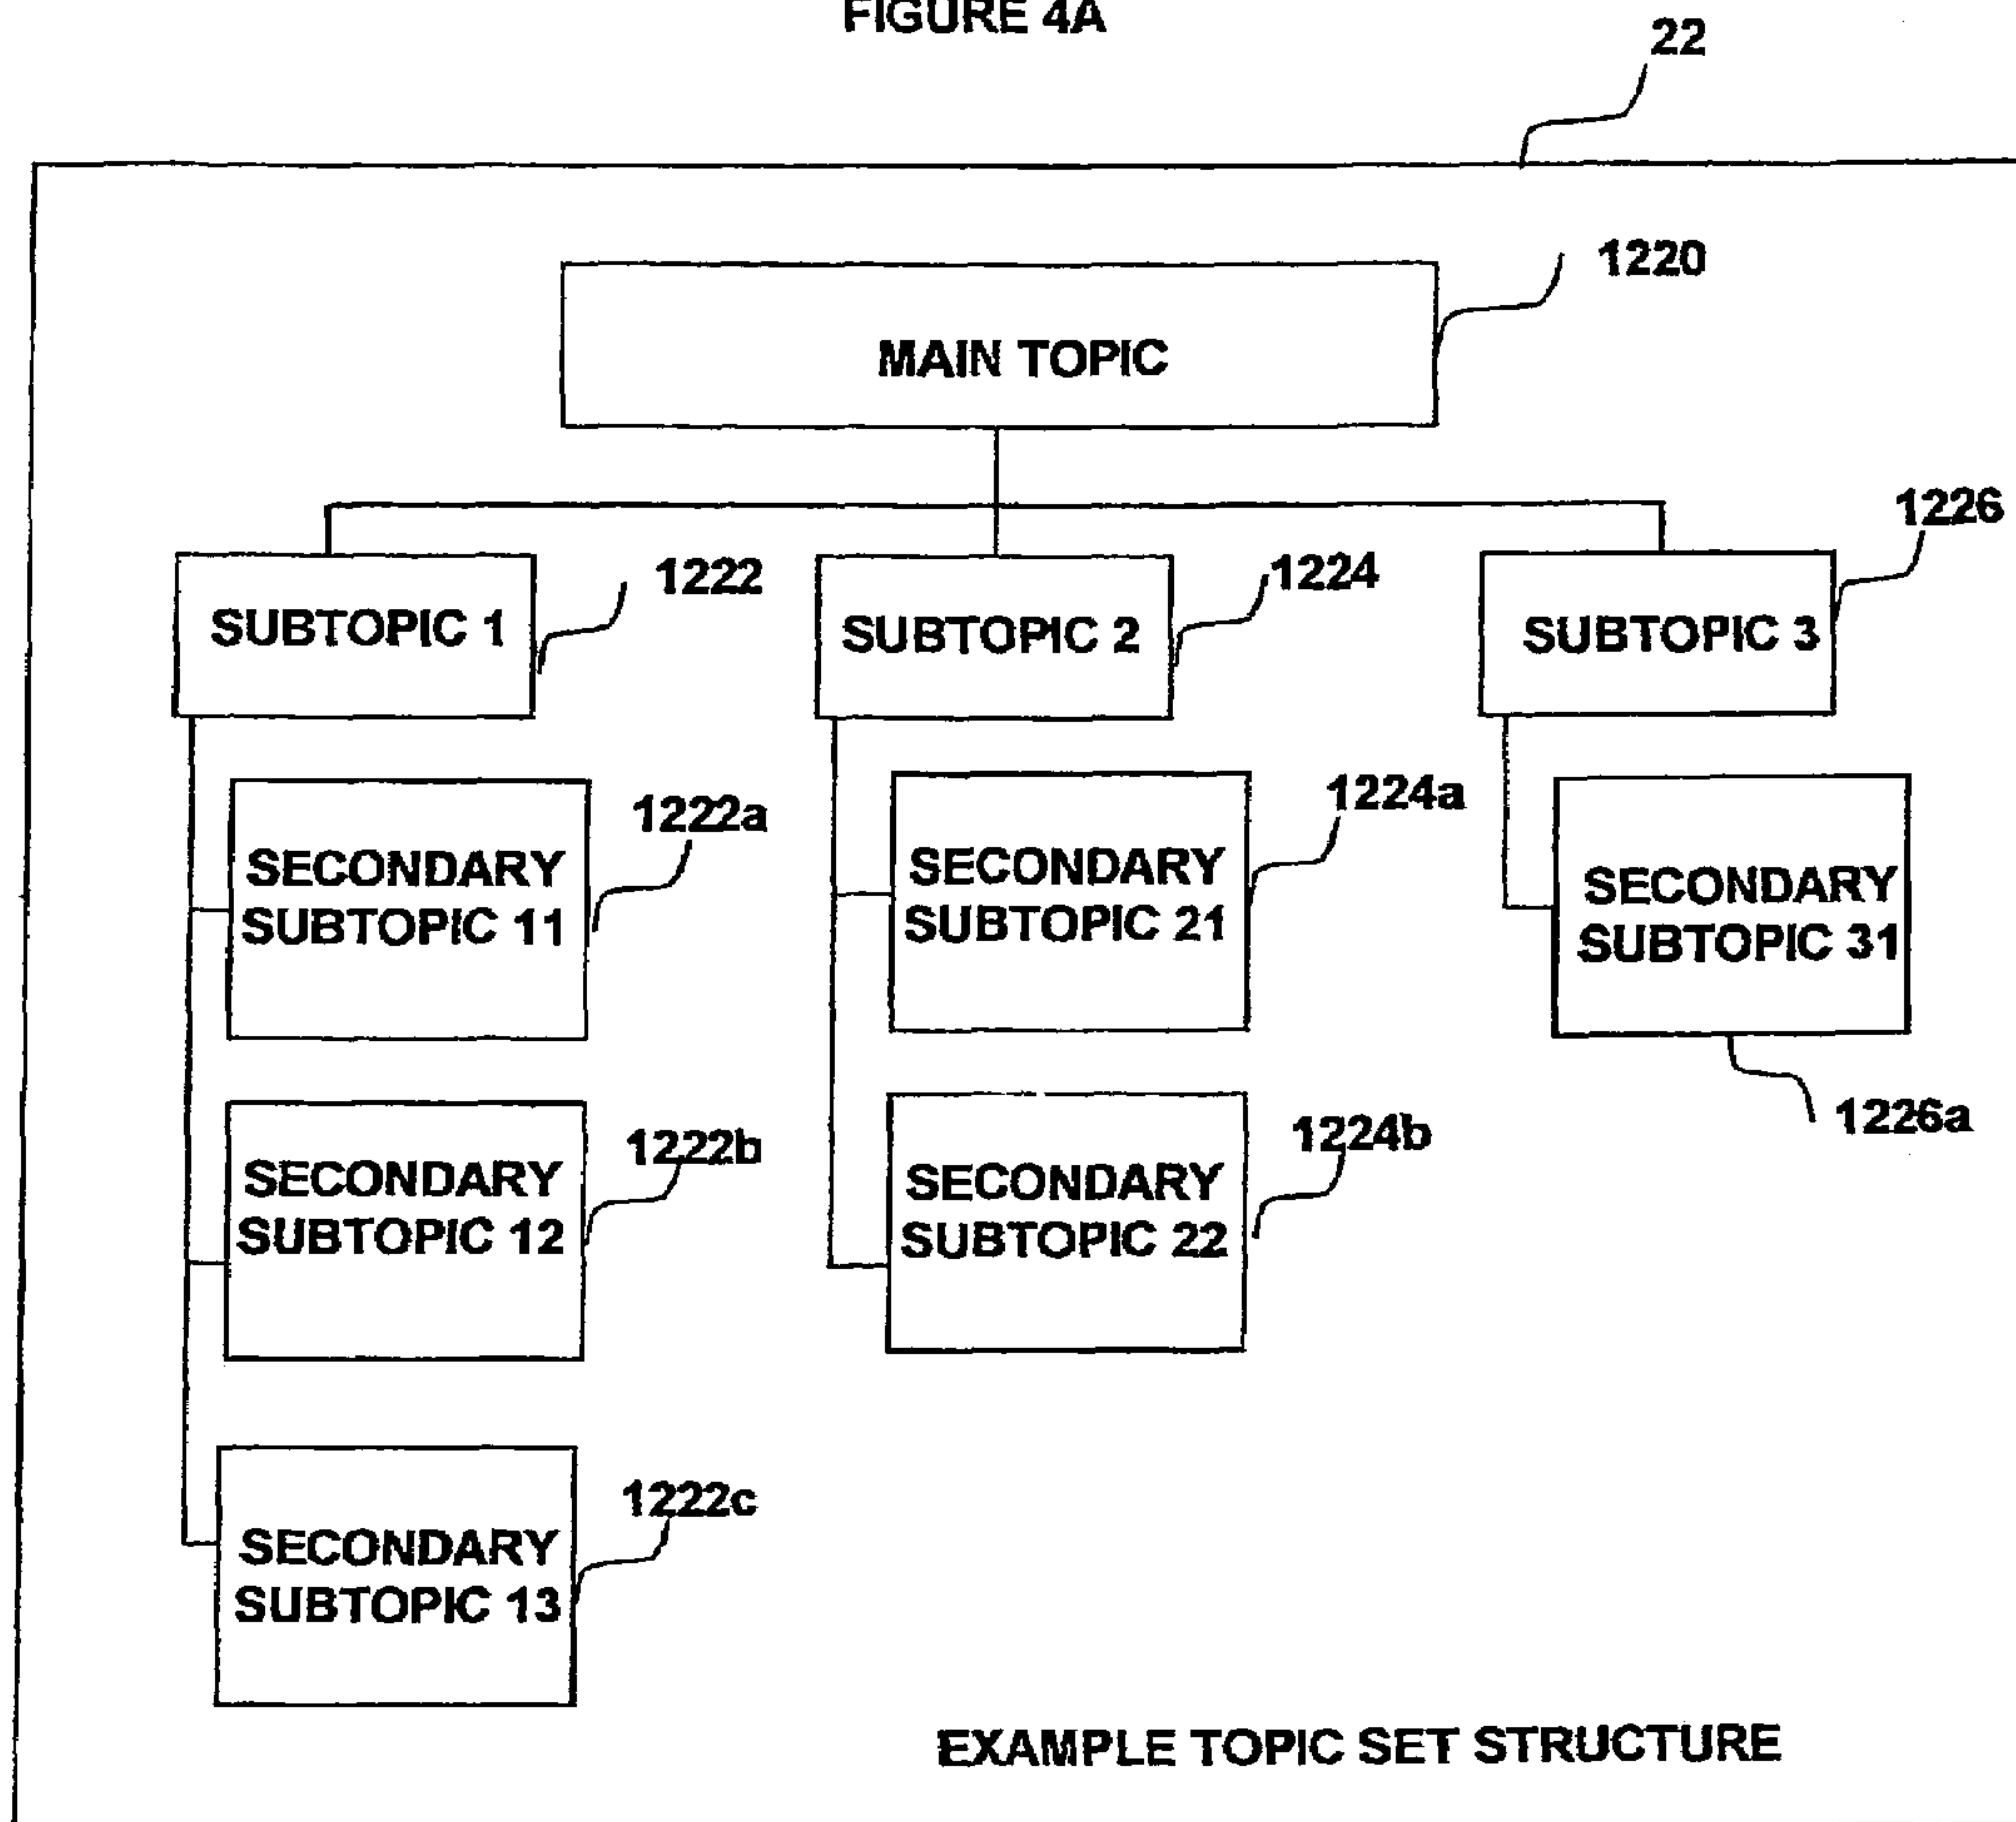 FIGURE 4A
22
1220
MAIN TOPIC
1226
1222
1224
SUBTOPIC 1
SUBTOPIC 2
SUBTOPIC 3
1222a
1224a
SECONDARY
SUBTOPIC 11
SECONDARY
SUBTOPIC 21
SECONDARY
SUBTOPIC 31
1226a
1222b
1224b
SECONDARY
SUBTOPIC 12
SECONDARY
SUBTOPIC 22
1222c
SECONDARY
SUBTOPIC 13
EXAMPLE TOPIC SET STRUCTURE